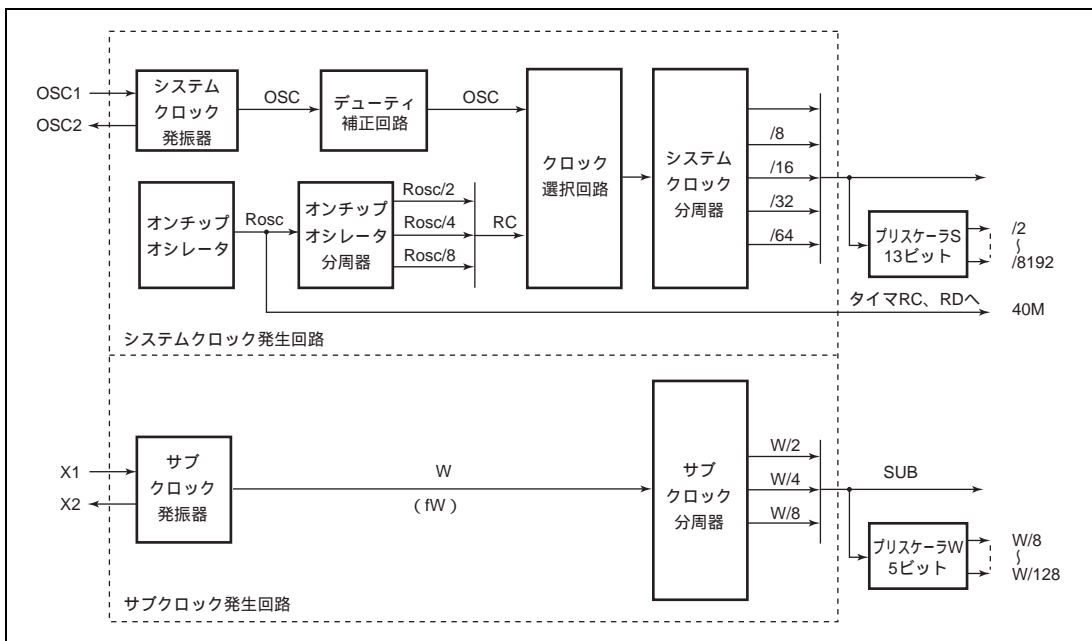 OSC1
OSC2
システム
クロック
発振器
OSC
デューティ
補正回路
OSC
クロック
選択回路
システム
クロック
分周器
/8
/16
/32
/64
オンチップ
オシレータ
Rosc
オンチップ
オシレータ
分周器
Rosc/2
Rosc/4
Rosc/8
RC
プリスケーラS
13ビット
/2
～
/8192
タイマRC、RDへ
40M
システムクロック発生回路
X1
X2
サブ
クロック
発振器
W
（fW）
サブ
クロック
分周器
W/2
W/4
W/8
SUB
プリスケーラW
5ビット
W/8
～
W/128
サブクロック発生回路